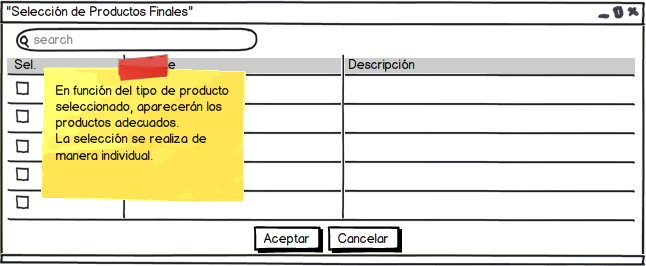 "Selección de Productos Finales"
search
Sel. Descripción
En función del tipo de producto
seleccionado, aparecerán los
productos adecuados.
La selección se realiza de
manera individual.
Aceptar Cancelar